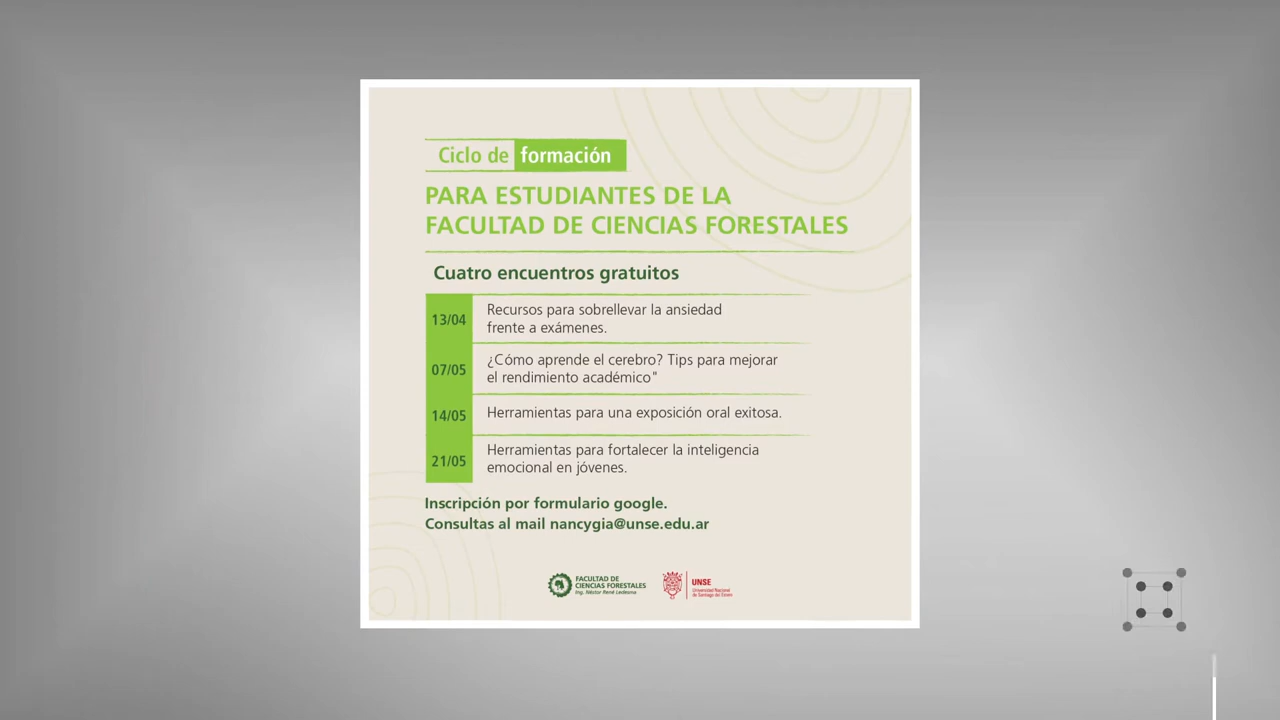 Ciclo de formación
PARA ESTUDIANTES DE LA
FACULTAD DE CIENCIAS FORESTALES
Cuatro encuentros gratuitos
13/04
Recursos para sobrellevar la ansiedad
frente a exámenes.
07/05
¿Cómo aprende el cerebro? Tips para mejorar
el rendimiento académico"
14/05
Herramientas para una exposición oral exitosa.
21/05
Herramientas para fortalecer la inteligencia
emocional en jóvenes.
Inscripción por formulario google.
Consultas al mail nancygia@unse.edu.ar
FACULTAD DE
CIENCIAS FORESTALES
Ing. Néstor René Ledesma
UNSE
Universidad Nacional
de Santiago del Estero